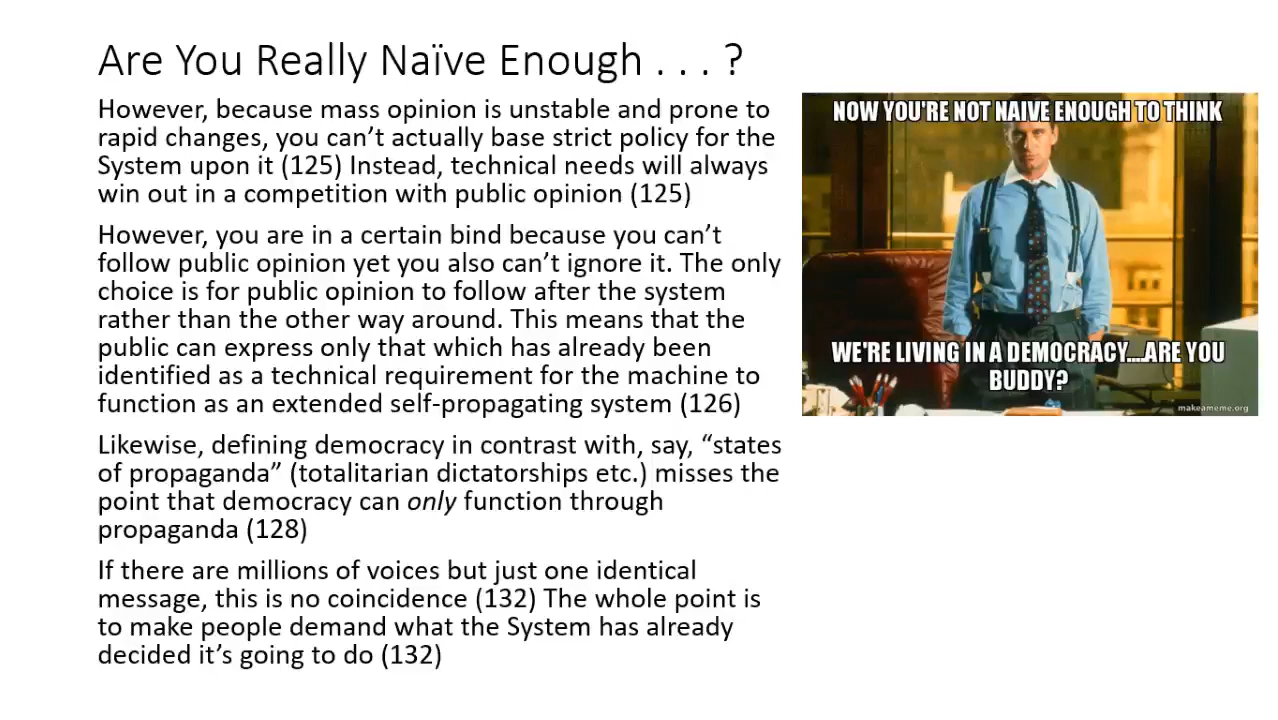 Are You Really Naïve Enough . . . ?
However, because mass opinion is unstable and prone to
rapid changes, you can’t actually base strict policy for the
System upon it (125) Instead, technical needs will always
win out in a competition with public opinion (125)
However, you are in a certain bind because you can’t
follow public opinion yet you also can’t ignore it. The only
choice is for public opinion to follow after the system
rather than the other way around. This means that the
public can express only that which has already been
identified as a technical requirement for the machine to
function as an extended self-propagating system (126)
Likewise, defining democracy in contrast with, say, “states
of propaganda” (totalitarian dictatorships etc.) misses the
point that democracy can only function through
propaganda (128)
If there are millions of voices but just one identical
message, this is no coincidence (132) The whole point is
to make people demand what the System has already
decided it’s going to do (132)
NOW YOU'RE NOT NAIVE ENOUGH TO THINK
WE'RE LIVING IN A DEMOCRACY....ARE YOU
BUDDY?
makeameme.org